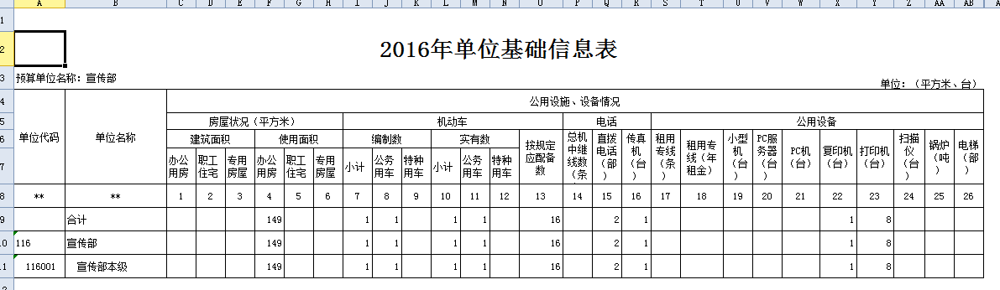 A B C D E F G H I J K L M N O P Q R S T U V W X Y Z AA AB
1
2 2016年单位基础信息表
3 预算单位名称：宣传部 单位：（平方米、台）
4 单位代码 单位名称 公用设施、设备情况
5 房屋状况（平方米） 机动车 电话 公用设备
6 建筑面积 使用面积 编制数 实有数 按规定应配备数 总机中继线数（条 直拨电话（部） 传真机（台） 租用专线（条） 租用专线（年租金） 小型机（台） PC服务器（台） PC机（台） 复印机（台） 打印机（台） 扫描仪（台） 锅炉（吨） 电梯（部）
7 办公用房 职工住宅 专用房屋 办公用房 职工住宅 专用房屋 小计 公务用车 特种用车 小计 公务用车 特种用车
8 ** ** 1 2 3 4 5 6 7 8 9 10 11 12 13 14 15 16 17 18 19 20 21 22 23 24 25 26
9 合计 149 1 1 1 1 16 2 1 1 8
10 116 宣传部 149 1 1 1 1 16 2 1 1 8
11 116001 宣传部本级 149 1 1 1 1 16 2 1 1 8